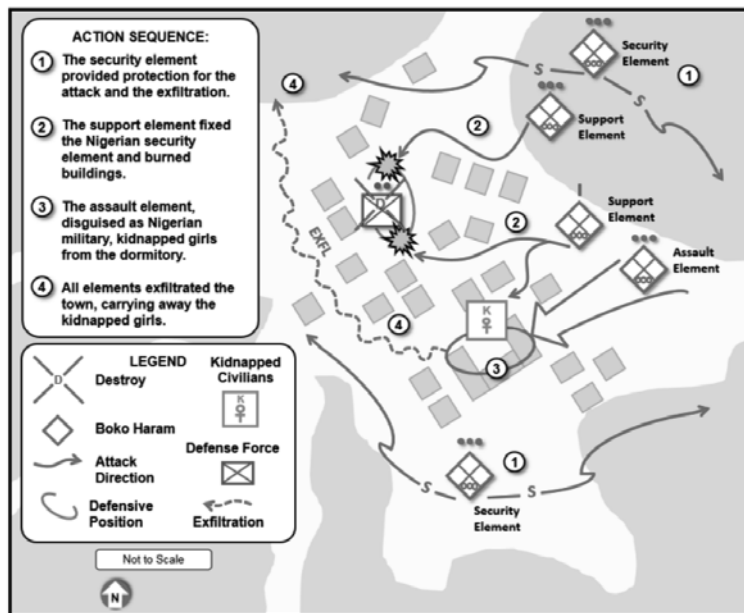 ACTION SEQUENCE:
1 The security element
provided protection for the
attack and the exfiltration.
2 The support element fixed
the Nigerian security
element and burned
buildings.
3 The assault element,
disguised as Nigerian
military, kidnapped girls
from the dormitory.
4 All elements exfiltrated the
town, carrying away the
kidnapped girls.
LEGEND
D
Destroy
Boko Haram
Attack
Direction
Defensive
Position
Kidnapped
Civilians
K
Defense Force
Exfiltration
Not to Scale
N
Security
Element
1
S
S
4
Support
Element
2
D
EXFL
2
Support
Element
Assault
Element
K
4
3
1
S
S
Security
Element